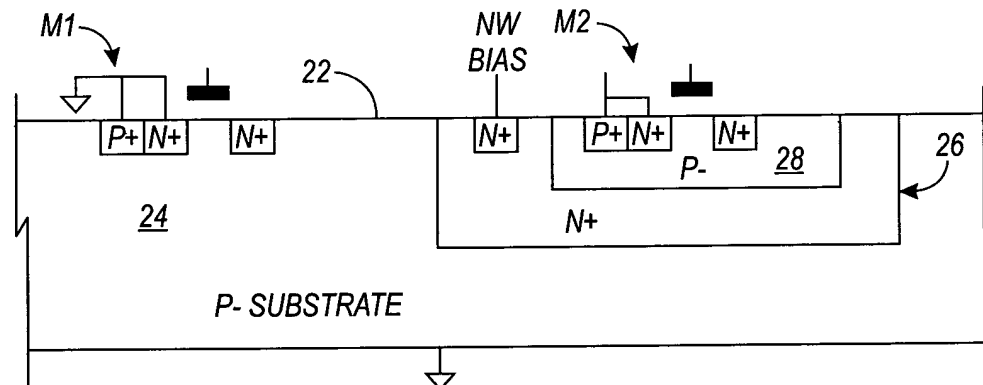 M1
22
NW
BIAS
M2
P+ N+
N+
N+
P+ N+
N+
28
P-
26
24
N+
P- SUBSTRATE